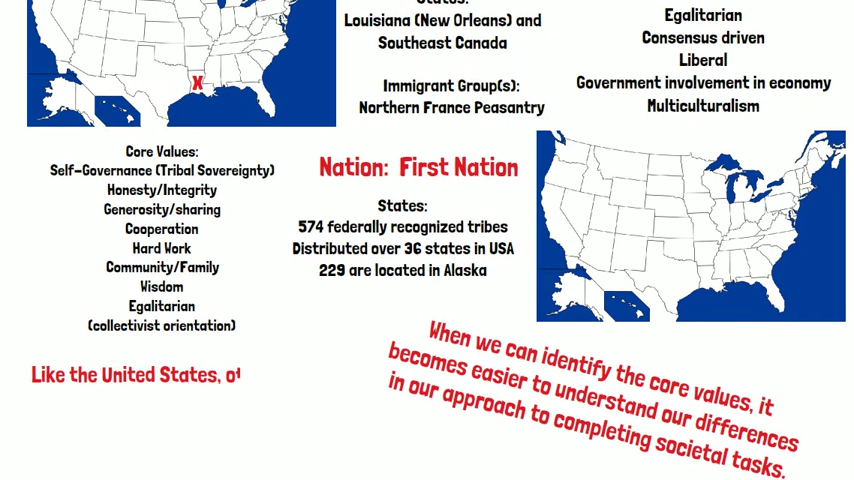 States:
Louisiana (New Orleans) and
Southeast Canada
Immigrant Group(s):
Northern France Peasantry
Egalitarian
Consensus driven
Liberal
Government involvement in economy
Multiculturalism
X
Core Values:
Self-Governance (Tribal Sovereignty)
Honesty/Integrity
Generosity/sharing
Cooperation
Hard Work
Community/Family
Wisdom
Egalitarian
(collectivist orientation)
Nation: First Nation
States:
574 federally recognized tribes
Distributed over 36 states in USA
229 are located in Alaska
When we can identify the core values, it
becomes easier to understand our differences
in our approach to completing societal tasks.
Like the United States,